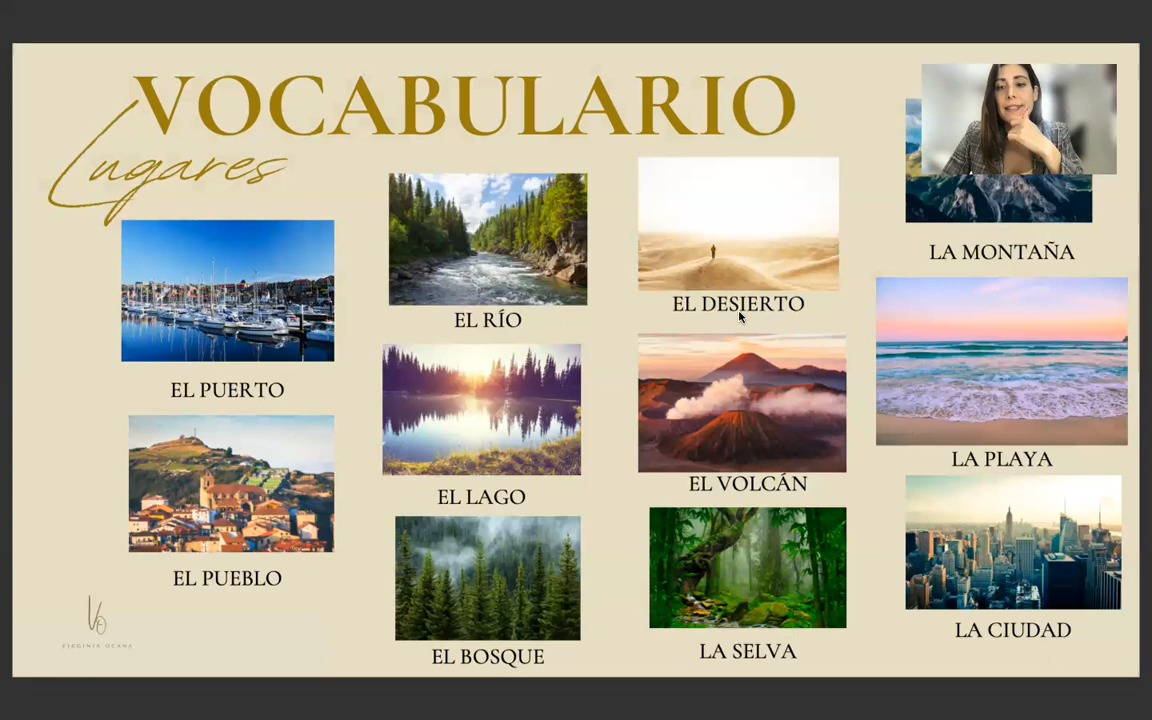 VOCABULARIO
Lugares
EL PUERTO
EL PUEBLO
EL RÍO
EL LAGO
EL BOSQUE
EL DESIERTO
EL VOLCÁN
LA SELVA
LA MONTAÑA
LA PLAYA
LA CIUDAD
VO
VIRGINIA OCAÑA